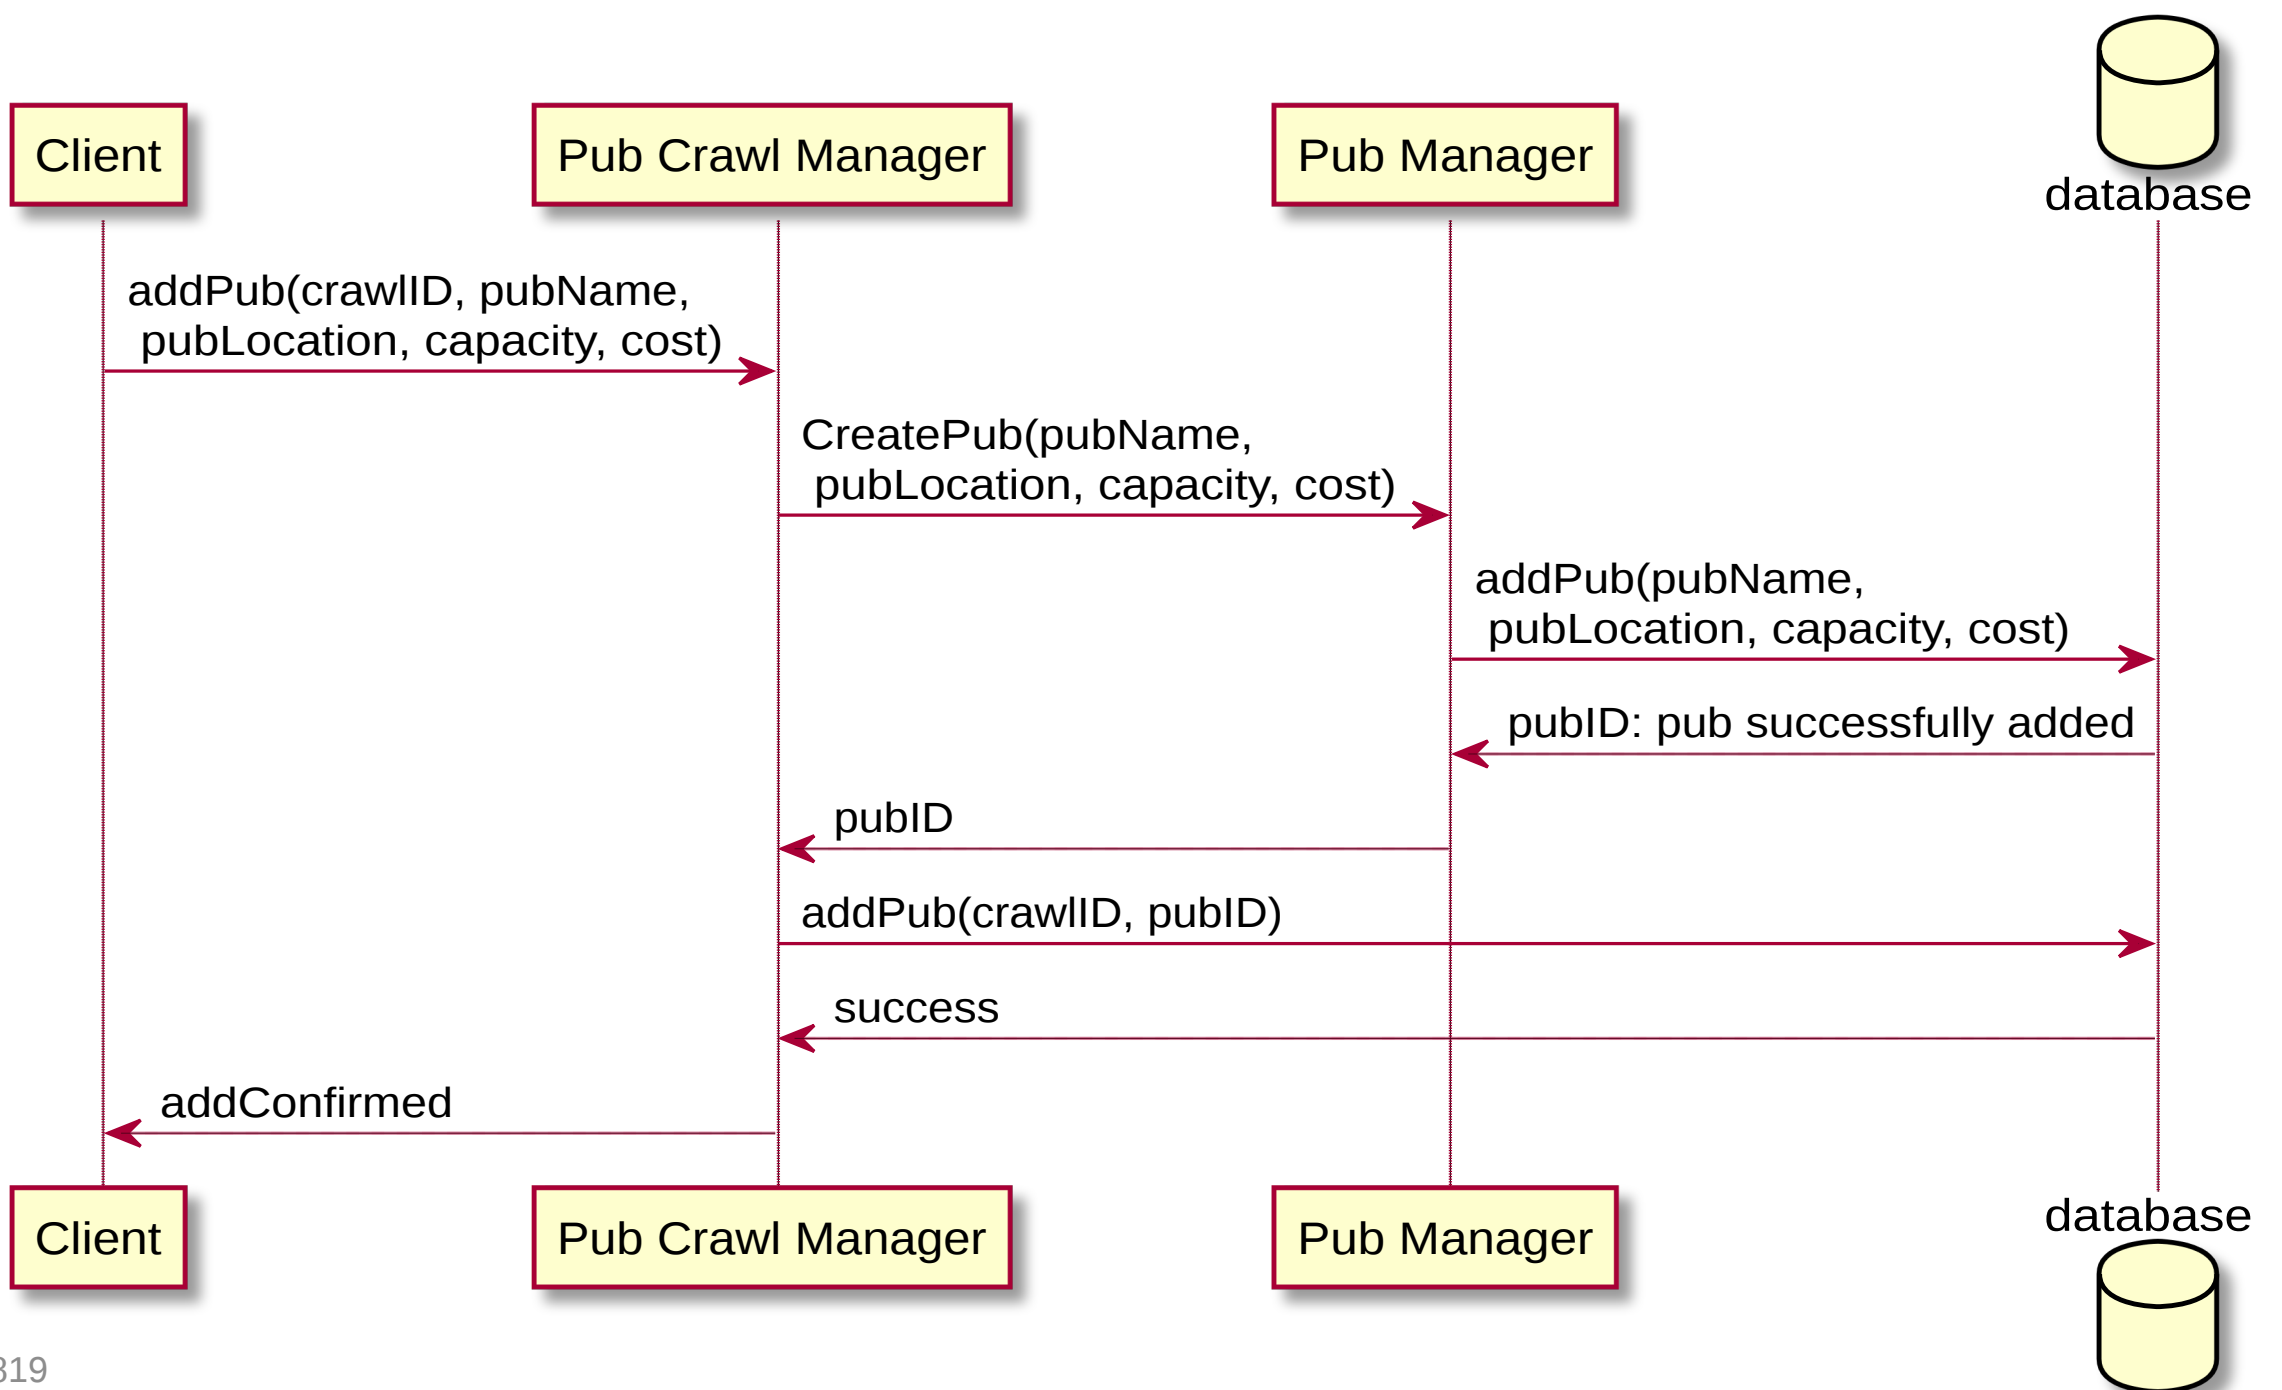 Client
Pub Crawl Manager
Pub Manager
database
addPub(crawlID, pubName,
pubLocation, capacity, cost)
CreatePub(pubName,
pubLocation, capacity, cost)
addPub(pubName,
pubLocation, capacity, cost)
pubID: pub successfully added
pubID
addPub(crawlID, pubID)
success
addConfirmed
Client
Pub Crawl Manager
Pub Manager
database